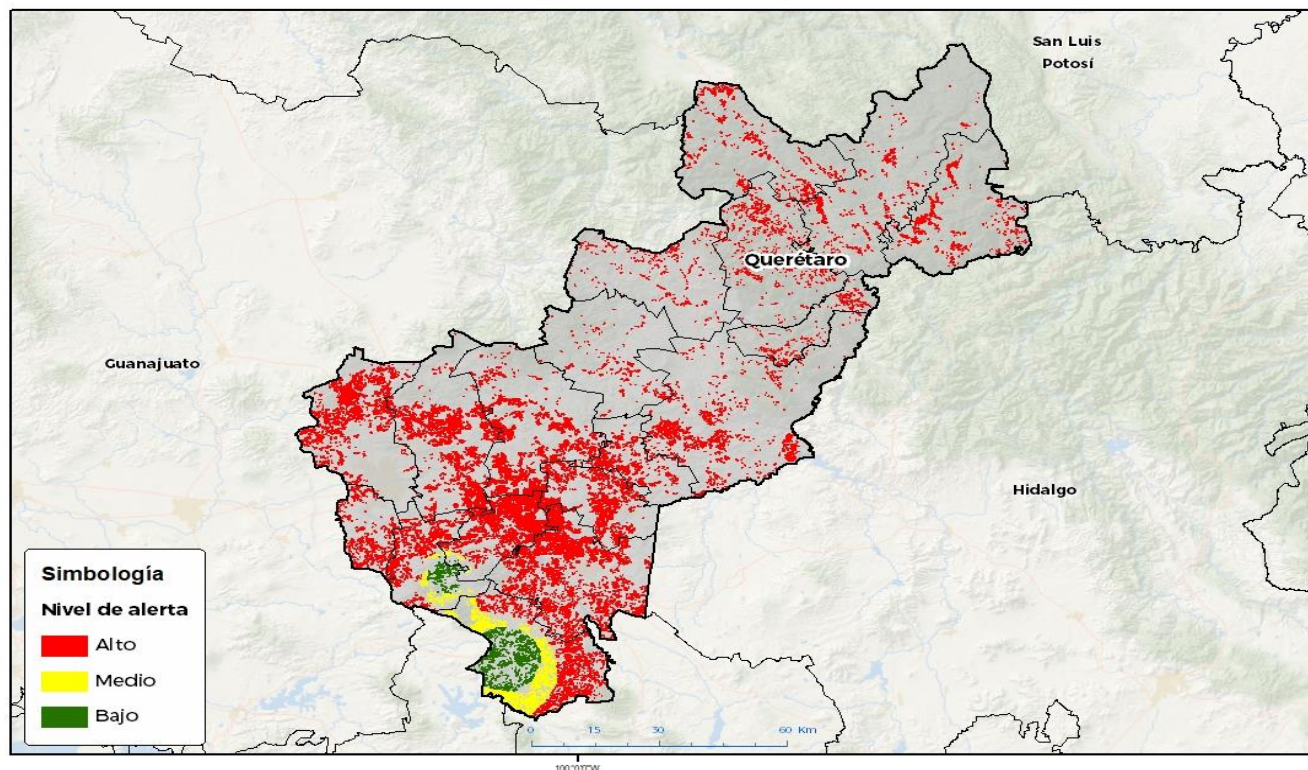 San Luis
Potosí
Querétaro
Guanajuato
Hidalgo
Simbología
Nivel de alerta
Alto
Medio
Bajo
0 15 30 60 Km